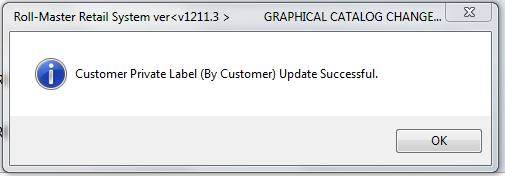 Roll-Master Retail System ver<v1211.3 > GRAPHICAL CATALOG CHANGE...
Customer Private Label (By Customer) Update Successful.
OK